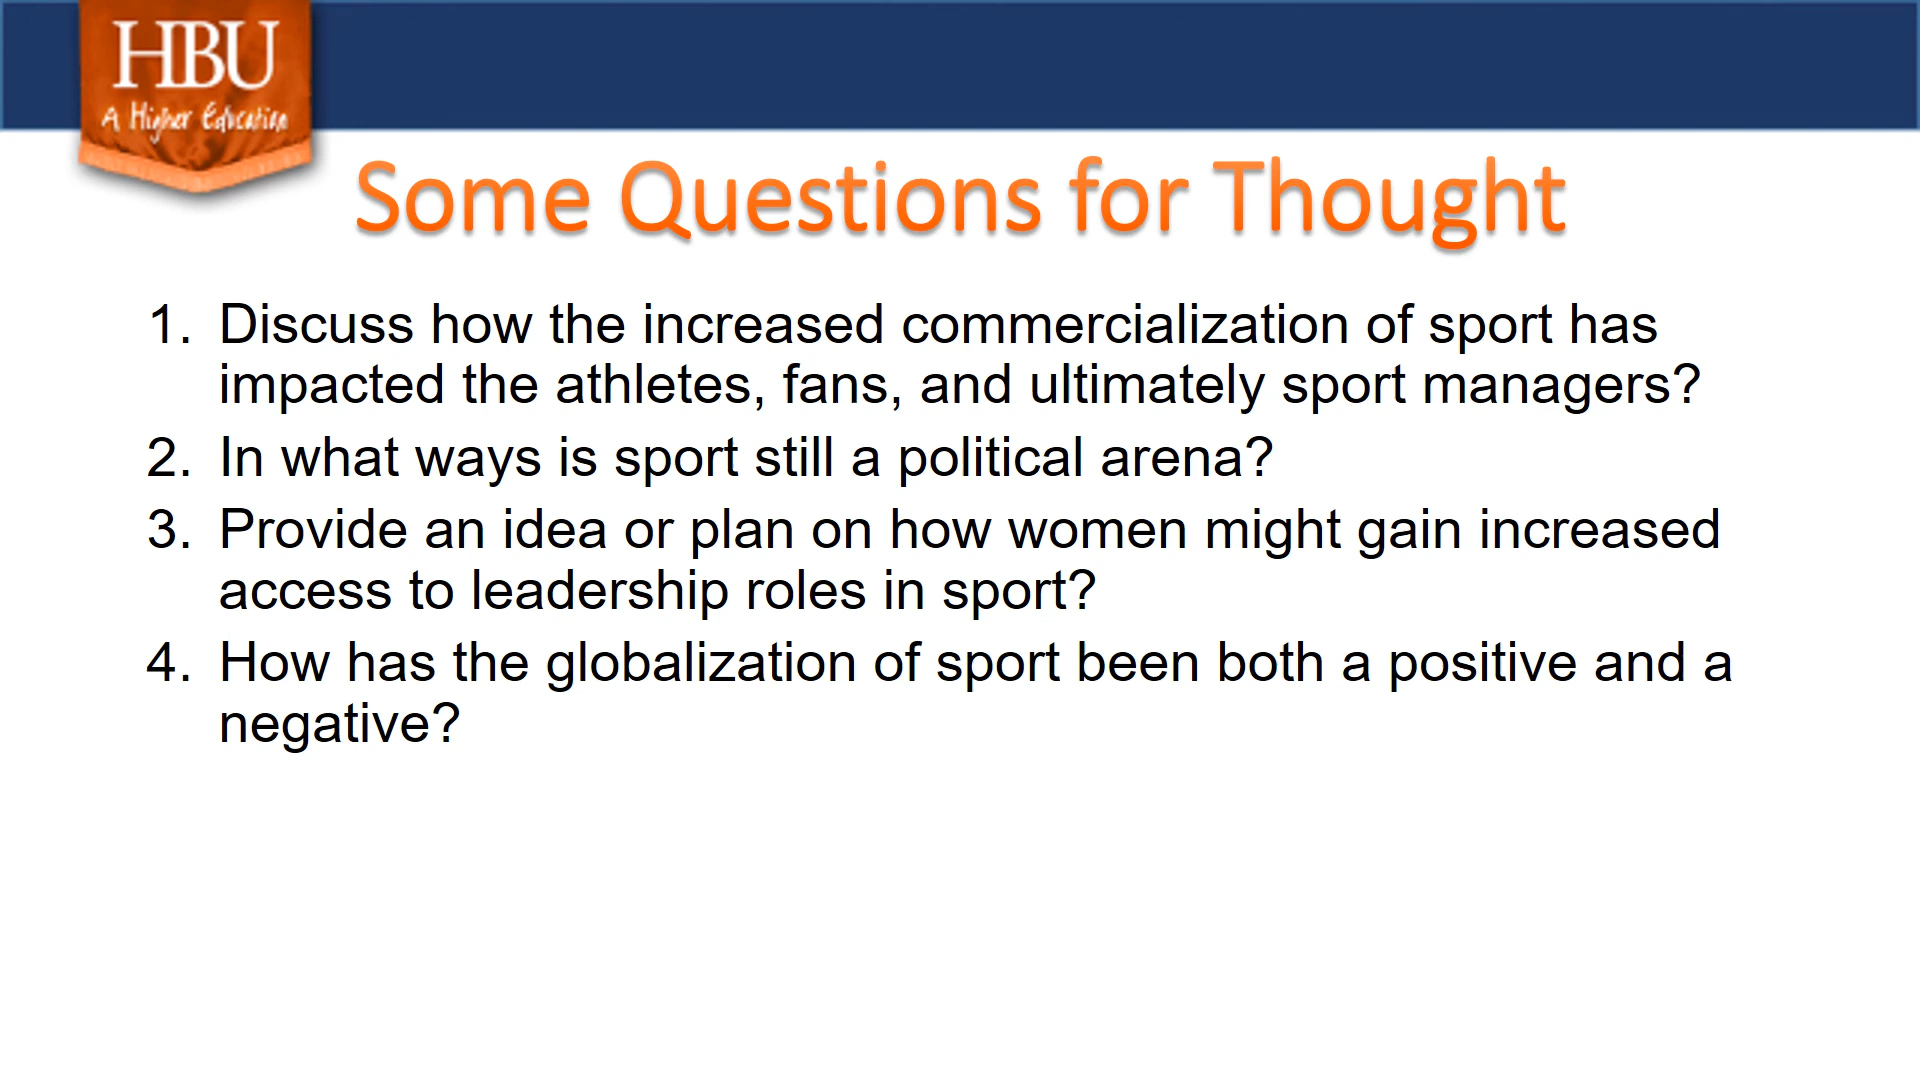 HBU
A Higher Education
Some Questions for Thought
1. Discuss how the increased commercialization of sport has
impacted the athletes, fans, and ultimately sport managers?
2. In what ways is sport still a political arena?
3. Provide an idea or plan on how women might gain increased
access to leadership roles in sport?
4. How has the globalization of sport been both a positive and a
negative?